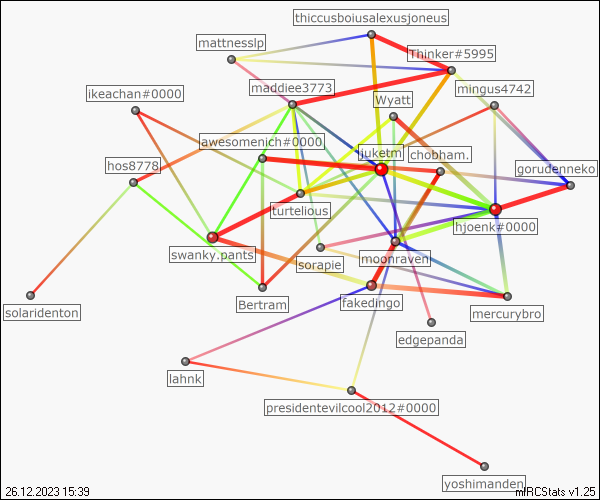 thiccusboiusalexusjoneus
mattnesslp
Thinker#5995
maddiee3773
mingus4742
ikeachan#0000
Wyatt
awesomenich#0000
juketm
chobham.
hos8778
gorudenneko
turtelious
hjoenk#0000
swanky.pants
sorapie
moonraven
Bertram
fakedingo
solaridenton
mercurybro
edgepanda
lahnk
presidentevilcool2012#0000
yoshimanden
26.12.2023 15:39
mIRCStats v1.25